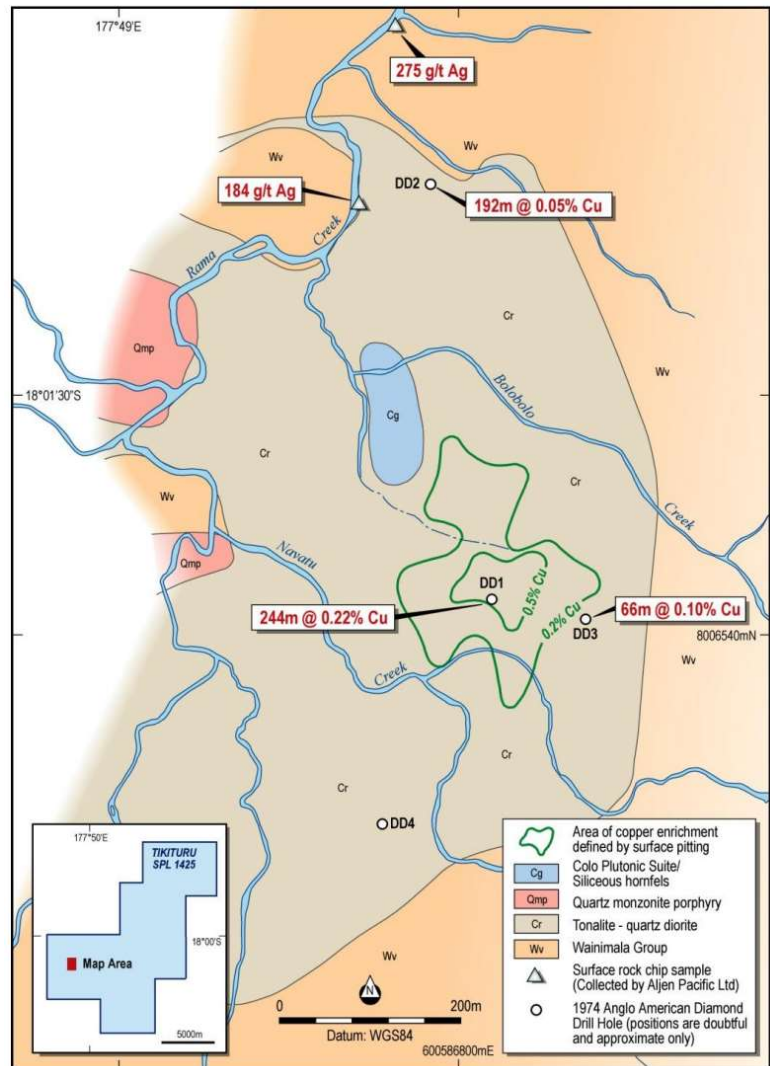 177°49'E
275 g/t Ag
Wv
Wv
184 g/t Ag
DD2
192m @ 0.05% Cu
Rama
Creek
Qmp
Cr
18°01'30"S
Cg
Bolobolo
Creek
Wv
Cr
Cr
Wv
Qmp
Navatu
Creek
DD1
0.5% Cu
0.2% Cu
244m @ 0.22% Cu
66m @ 0.10% Cu
DD3
8006540mN
Wv
Cr
Cr
DD4
Wv
177°50'E
TIKITURU
SPL 1425
18°00'S
Map Area
5000m
N
0
200m
Datum: WGS84
600586800mE
Area of copper enrichment
defined by surface pitting
Cg
Colo Plutonic Suite/
Siliceous hornfels
Qmp
Quartz monzonite porphyry
Cr
Tonalite - quartz diorite
Wv
Wainimala Group
Surface rock chip sample
(Collected by Aljen Pacific Ltd)
1974 Anglo American Diamond
Drill Hole (positions are doubtful
and approximate only)